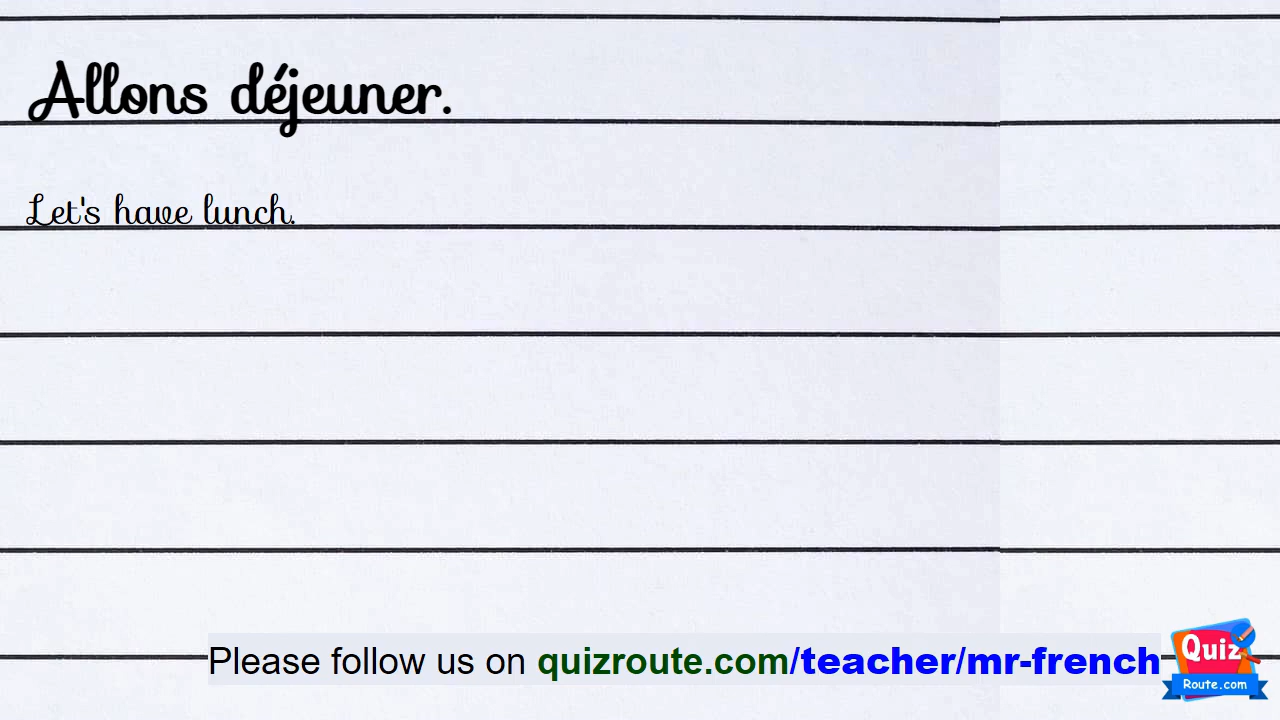 Allons déjeuner.
Let's have lunch.
Please follow us on quizroute.com/teacher/mr-french
Quiz
Route.com